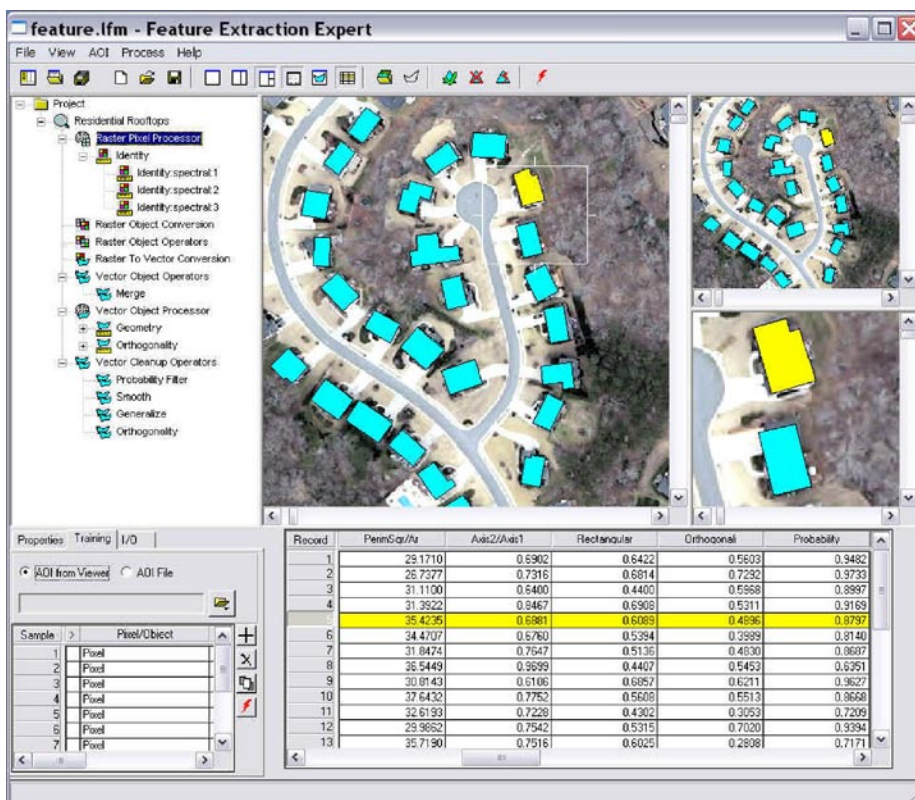 feature.lfm - Feature Extraction Expert
File View AOI Process Help
Project
Residential Rooftops
Raster Pixel Processor
Identity
Identity:spectral:1
Identity:spectral:2
Identity:spectral:3
Raster Object Conversion
Raster Object Operators
Raster To Vector Conversion
Vector Object Operators
Merge
Vector Object Processor
Geometry
Orthogonality
Vector Cleanup Operators
Probability Filter
Smooth
Generalize
Orthogonality
Properties Training I/O
AOI from Viewer AOI File
Sample > Pixel/Object
1 Pixel
2 Pixel
3 Pixel
4 Pixel
5 Pixel
6 Pixel
7 Pixel
Record PerimSqr/Ar Axis2/Axis1 Rectangular Orthogonali Probability
1 29.1710 0.6902 0.6422 0.5603 0.9482
2 26.7377 0.7316 0.6814 0.7292 0.9733
3 31.1100 0.6400 0.4400 0.5968 0.8997
4 31.3922 0.8467 0.6908 0.5311 0.9169
35.4235 0.6881 0.6089 0.4896 0.8797
6 34.4707 0.6760 0.5394 0.3989 0.8140
7 31.8474 0.7647 0.5136 0.4830 0.8687
8 36.5449 0.9699 0.4407 0.5453 0.6351
9 30.8143 0.6106 0.6857 0.6211 0.9627
10 37.6432 0.7752 0.5608 0.5513 0.8668
11 32.6193 0.7228 0.4302 0.3053 0.7209
12 29.9862 0.7542 0.5315 0.7020 0.9394
13 35.7190 0.7516 0.6025 0.2808 0.7171